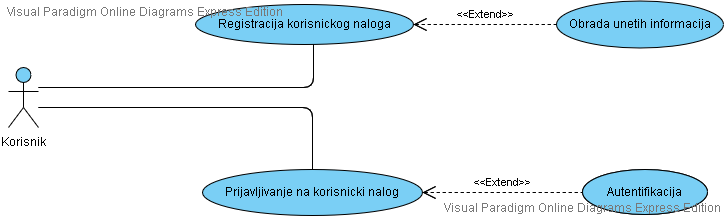 Visual Paradigm Online Diagrams Express Edition
Registracija korisnickog naloga
<<Extend>>
Obrada unetih informacija
Korisnik
Prijavljivanje na korisnicki nalog
<<Extend>>
Autentifikacija
Visual Paradigm Online Diagrams Express Edition